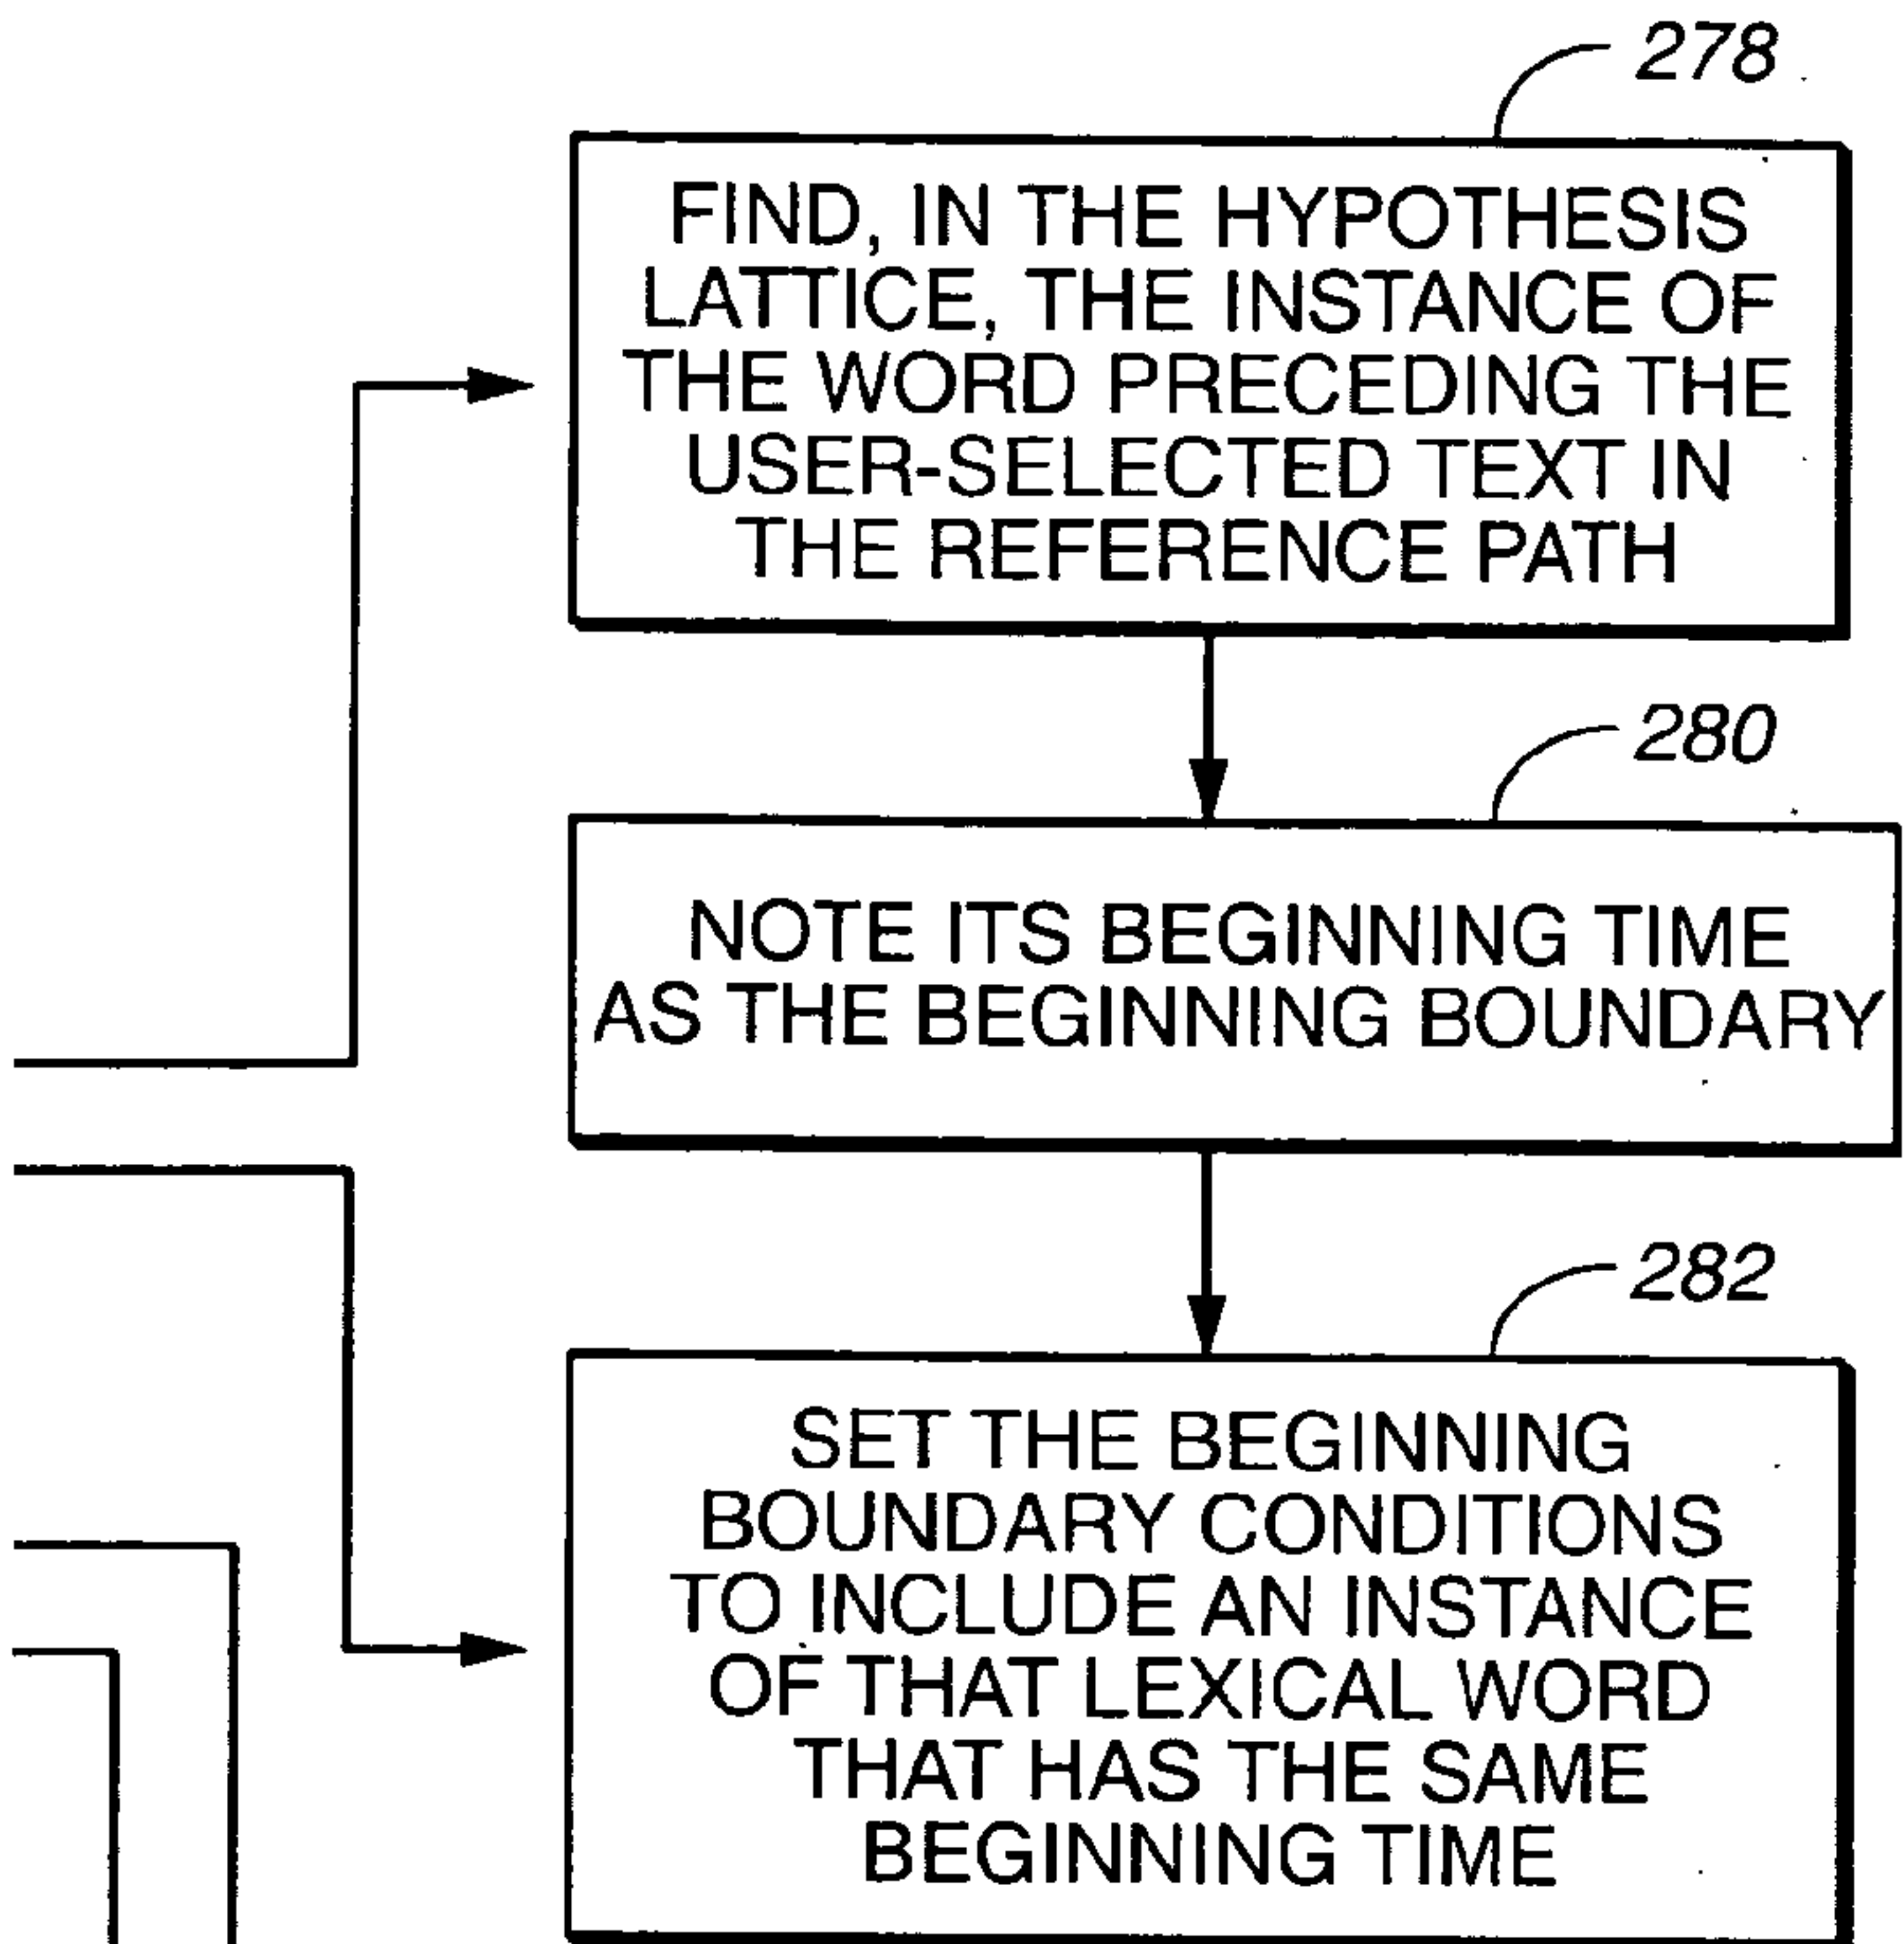 278
FIND, IN THE HYPOTHESIS
LATTICE, THE INSTANCE OF
THE WORD PRECEDING THE
USER-SELECTED TEXT IN
THE REFERENCE PATH
280
NOTE ITS BEGINNING TIME
AS THE BEGINNING BOUNDARY
282
SET THE BEGINNING
BOUNDARY CONDITIONS
TO INCLUDE AN INSTANCE
OF THAT LEXICAL WORD
THAT HAS THE SAME
BEGINNING TIME